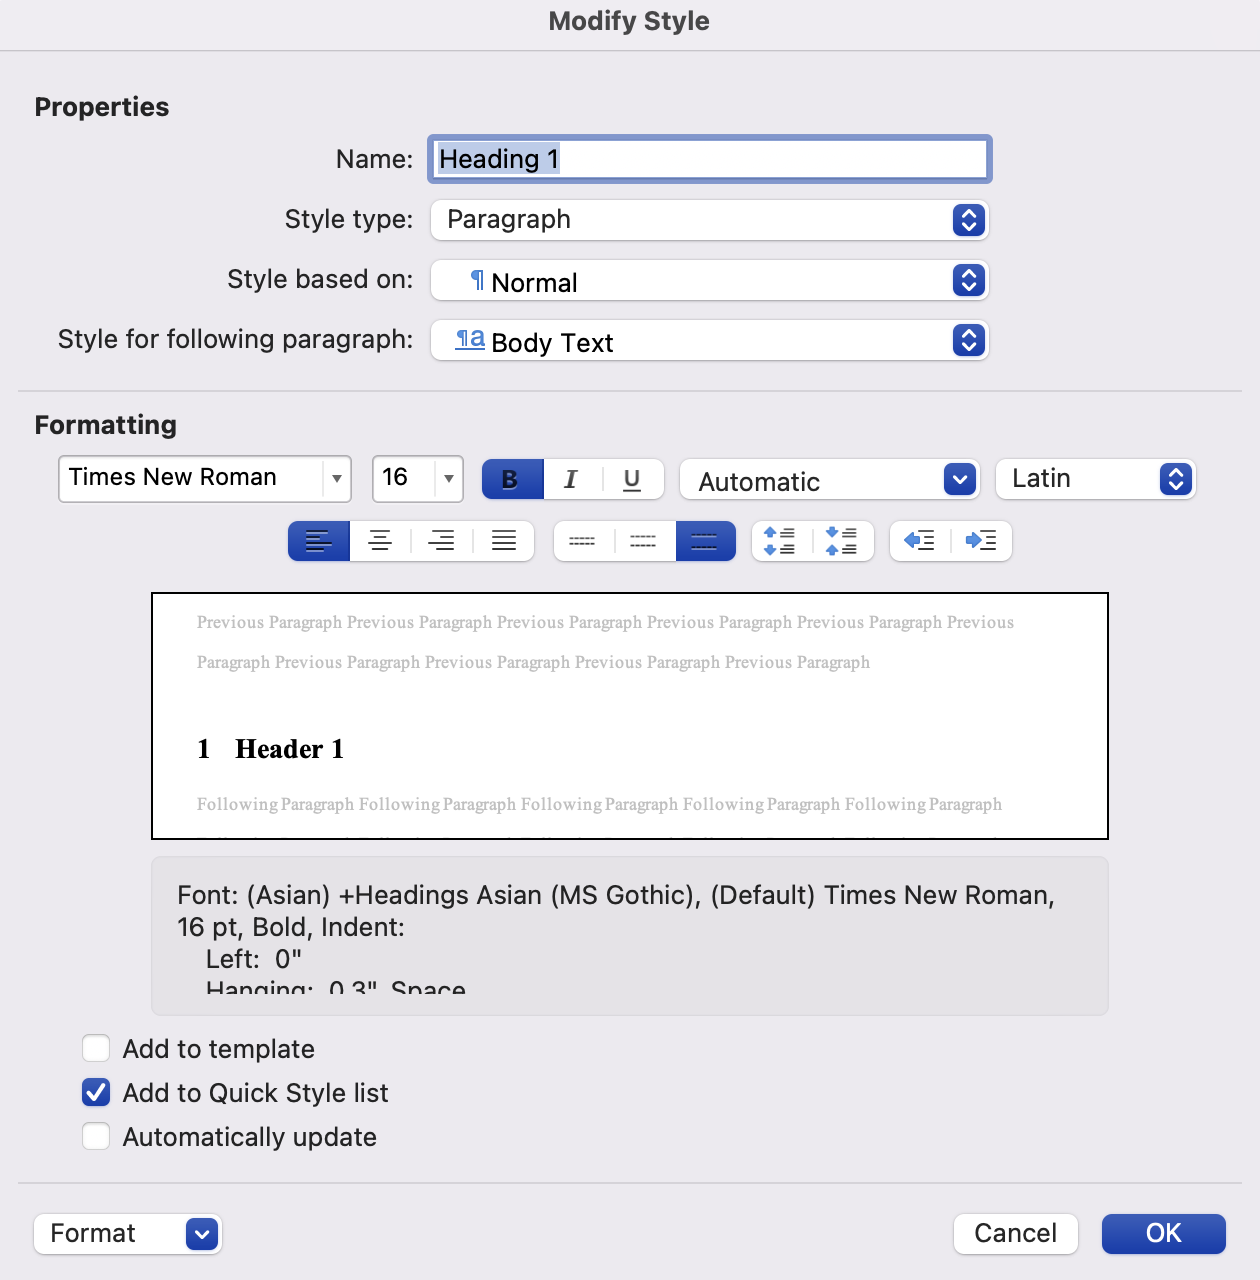 Modify Style
Properties
Name: Heading 1
Style type: Paragraph
Style based on: ¶ Normal
Style for following paragraph: ¶a Body Text
Formatting
Times New Roman 16 B I U Automatic Latin
Previous Paragraph Previous Paragraph Previous Paragraph Previous Paragraph Previous Paragraph Previous
Paragraph Previous Paragraph Previous Paragraph Previous Paragraph Previous Paragraph
1 Header 1
Following Paragraph Following Paragraph Following Paragraph Following Paragraph Following Paragraph
Font: (Asian) +Headings Asian (MS Gothic), (Default) Times New Roman,
16 pt, Bold, Indent:
Left: 0"
Hanging: 0.3", Space
Add to template
Add to Quick Style list
Automatically update
Format Cancel OK